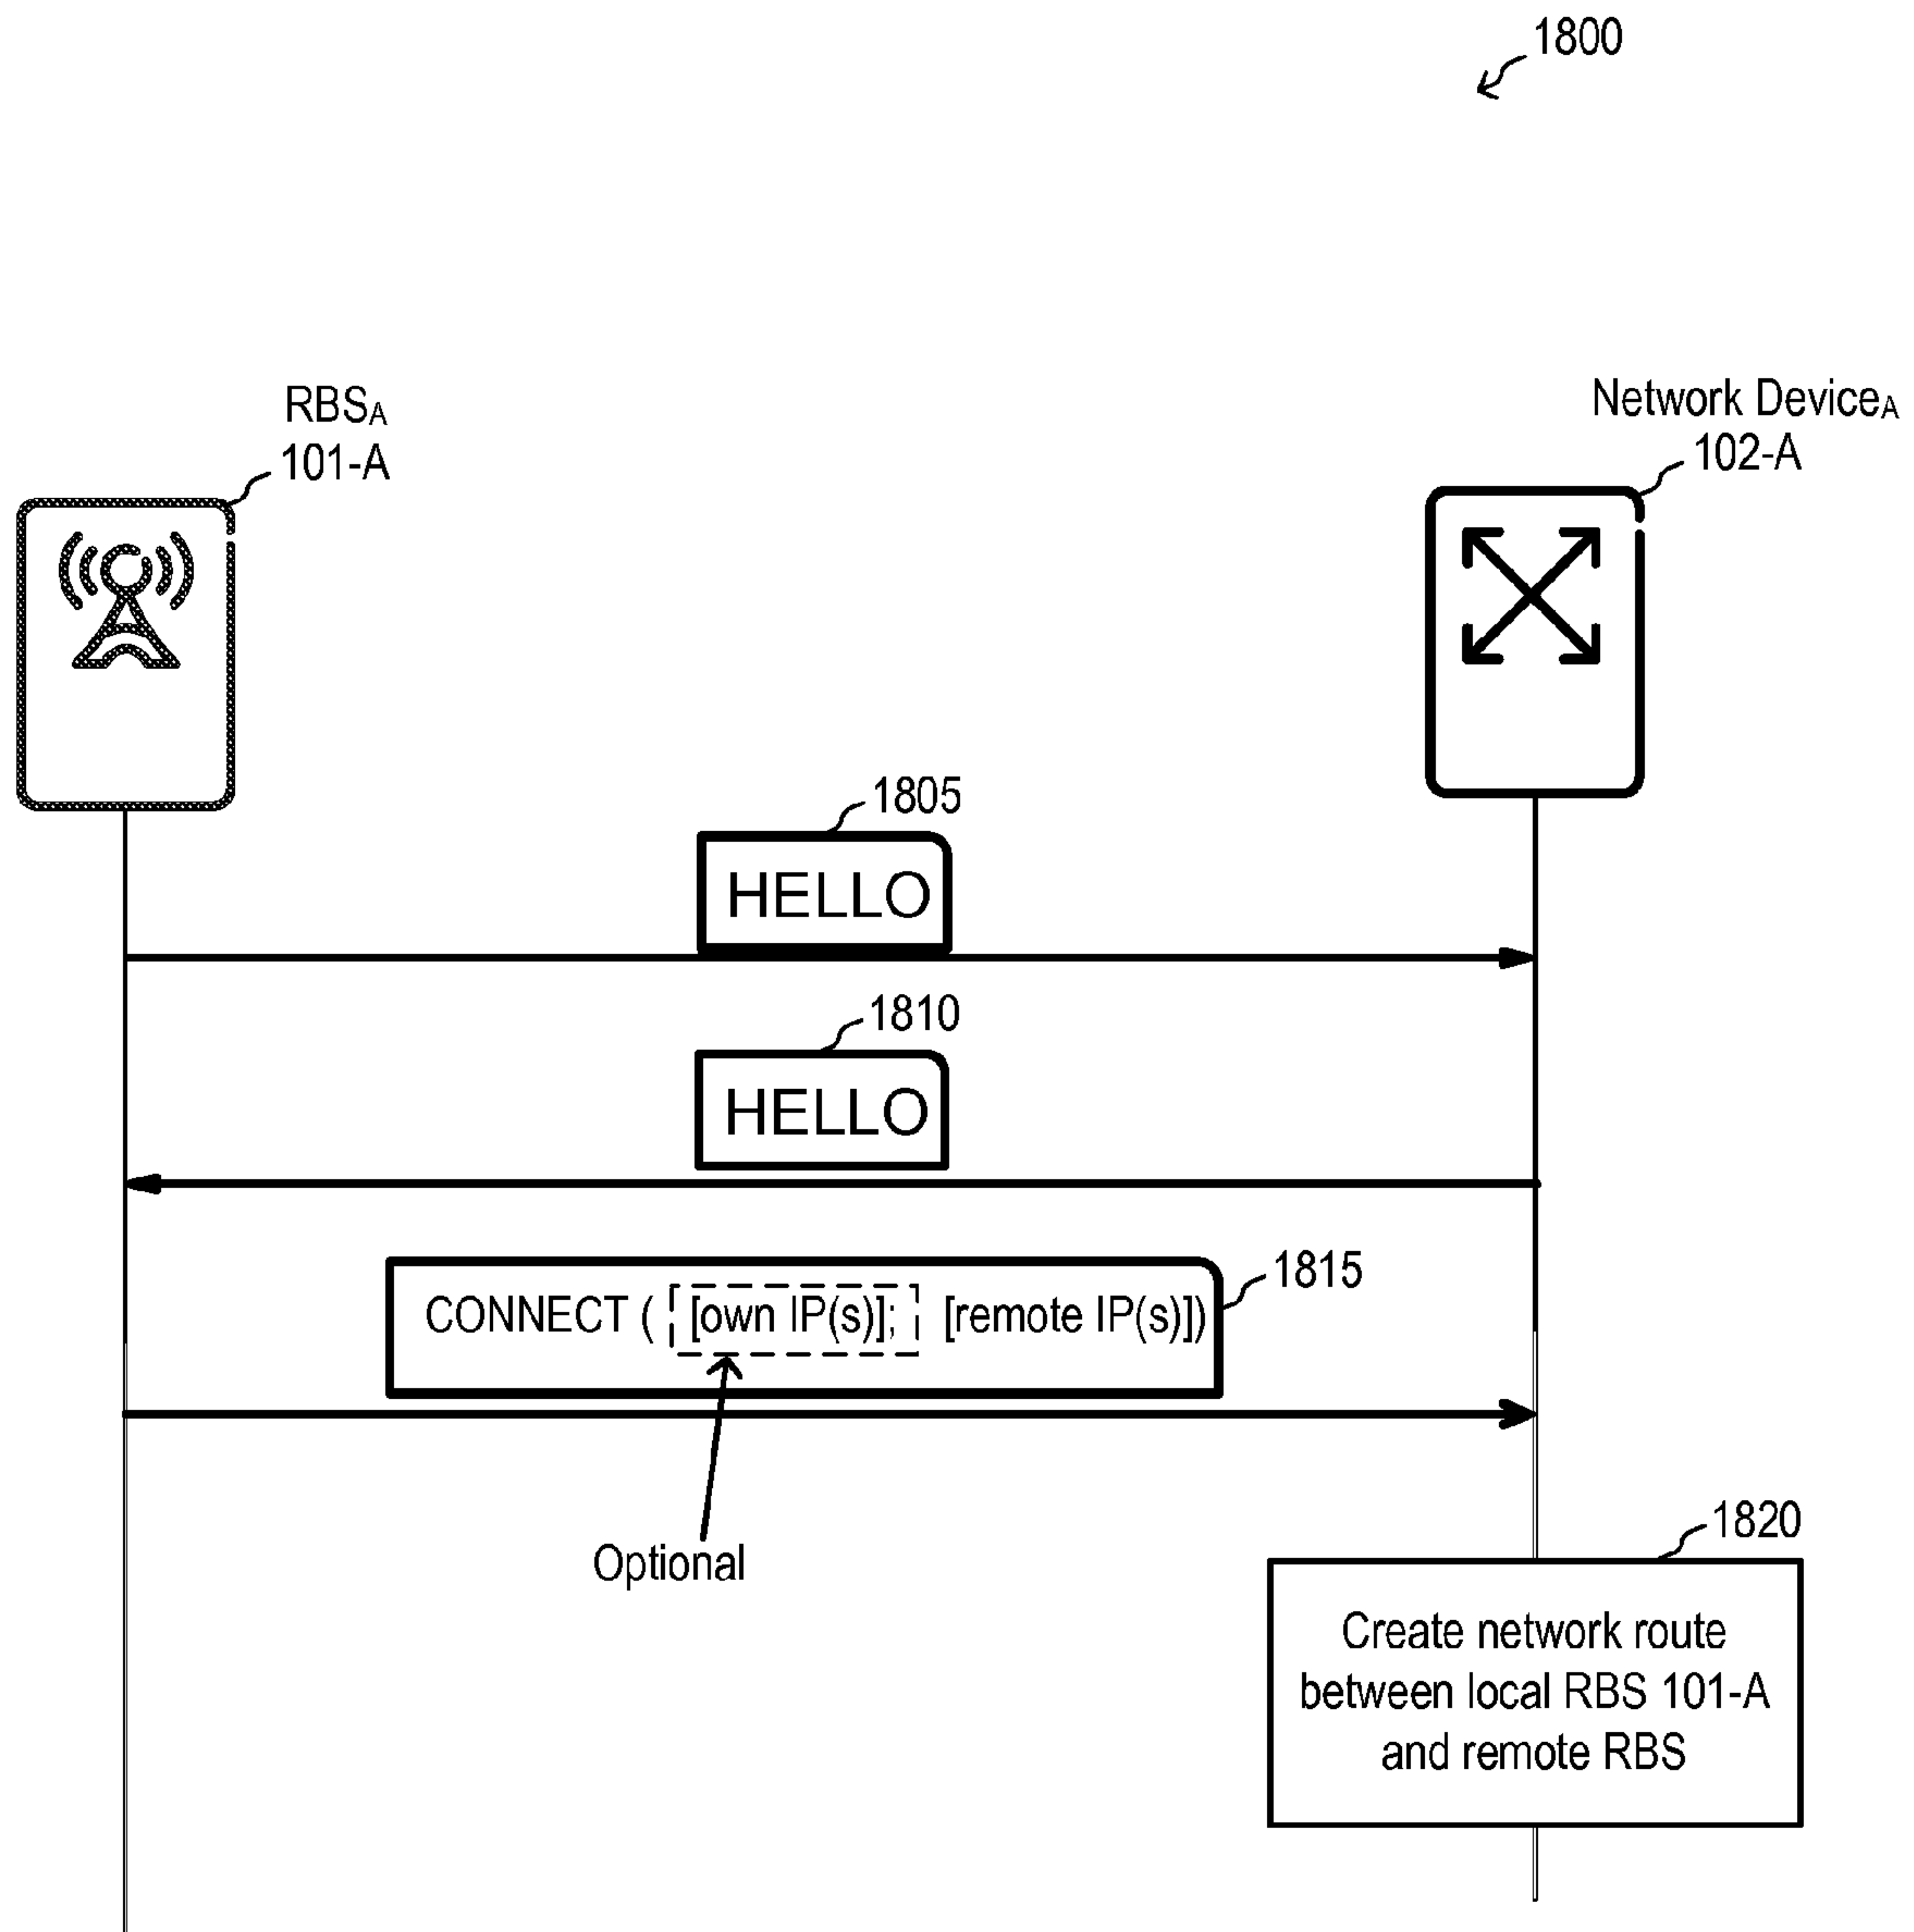 1800
RBSA
101-A
Network DeviceA
102-A
1805
HELLO
1810
HELLO
1815
CONNECT ( [own IP(s)]; [remote IP(s)])
Optional
1820
Create network route
between local RBS 101-A
and remote RBS